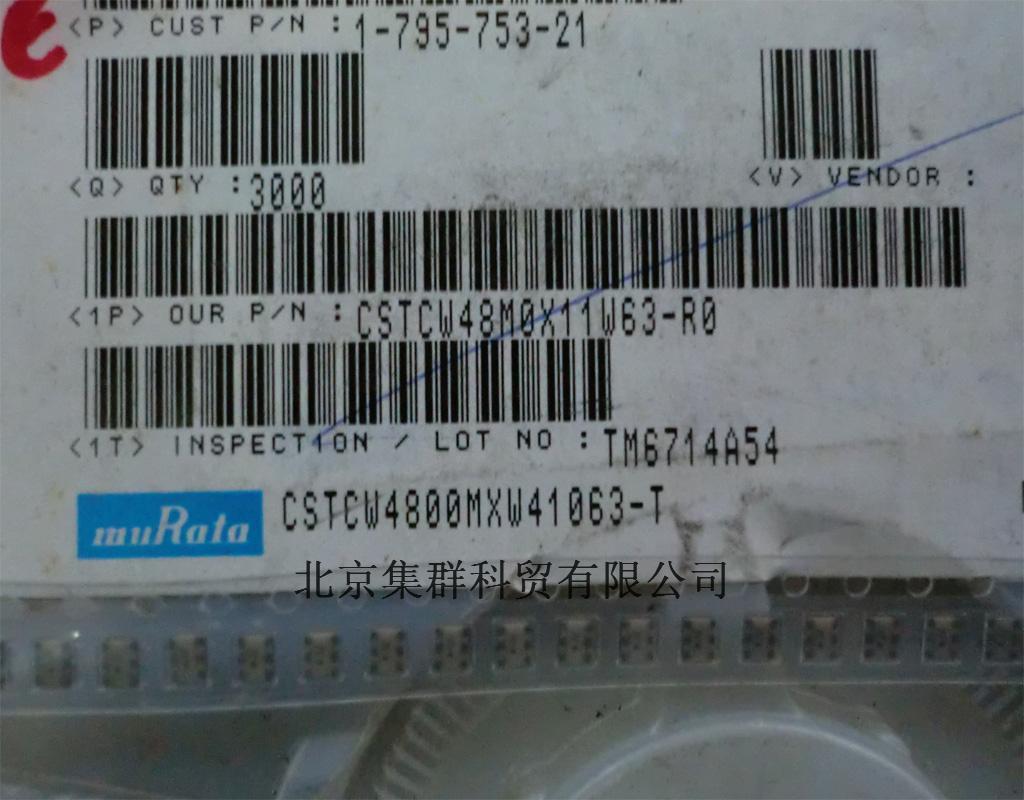 <P> CUST P/N : 1-795-753-21
<Q> QTY : 3000
<V> VENDOR :
<1P> OUR P/N : CSTCW48M0X11W63-R0
<1T> INSPECTION / LOT NO : TM6714A54
muRata CSTCW4800MXW41063-T
北京集群科贸有限公司